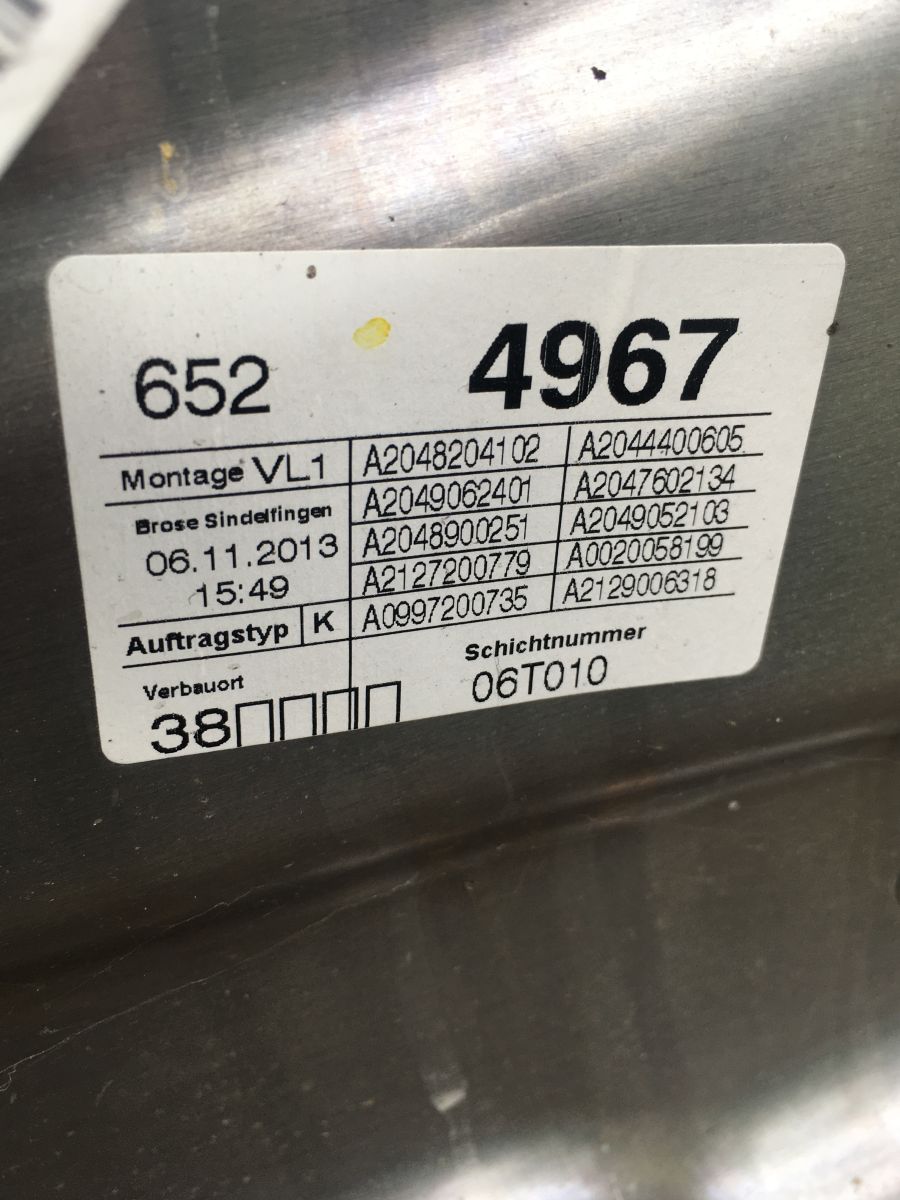 652 4967
Montage VL1 A2048204102 A2044400605
Brose Sindelfingen A2049062401 A2047602134
06.11.2013 A2048900251 A2049052103
15:49 A2127200779 A0020058199
Auftragstyp K A0997200735 A2129006318
Verbauort Schichtnummer
38 06T010